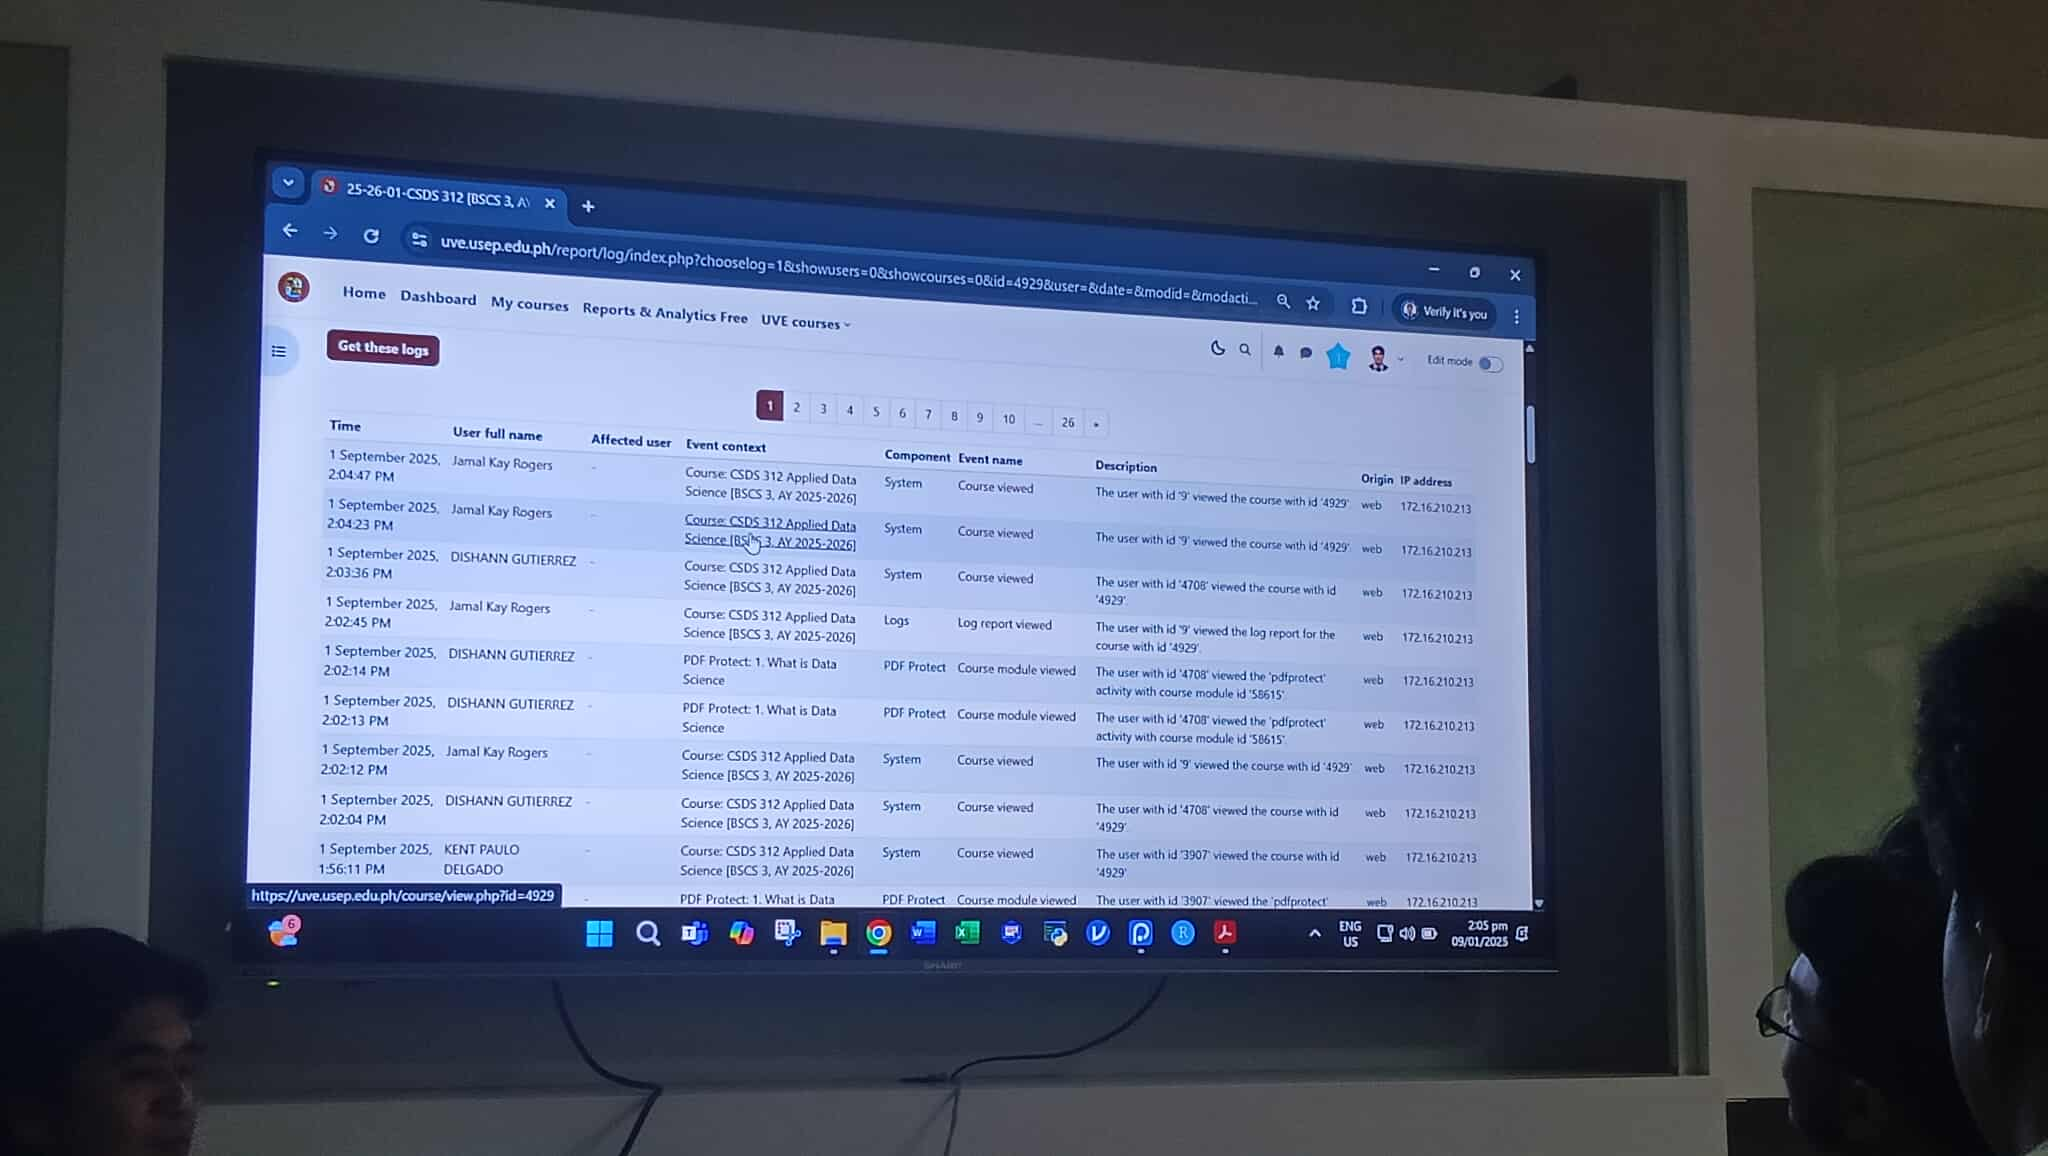 25-26-01-CSDS 312 [BSCS 3, A
uve.usep.edu.ph/report/log/index.php?chooselog=1&showusers=0&showcourses=0&id=4929&user=&date=&modid=&modacti...
Verify it's you
Home Dashboard My courses Reports & Analytics Free UVE courses
Edit mode
Get these logs
1 2 3 4 5 6 7 8 9 10 ... 26 »
Time User full name Affected user Event context Component Event name Description Origin IP address
1 September 2025, Jamal Kay Rogers - Course: CSDS 312 Applied Data System Course viewed The user with id '9' viewed the course with id '4929'. web 172.16.210.213
2:04:47 PM Science [BSCS 3, AY 2025-2026]
1 September 2025, Jamal Kay Rogers - Course: CSDS 312 Applied Data System Course viewed The user with id '9' viewed the course with id '4929'. web 172.16.210.213
2:04:23 PM Science [BSCS 3, AY 2025-2026]
1 September 2025, DISHANN GUTIERREZ - Course: CSDS 312 Applied Data System Course viewed The user with id '4708' viewed the course with id web 172.16.210.213
2:03:36 PM Science [BSCS 3, AY 2025-2026] '4929'.
1 September 2025, Jamal Kay Rogers - Course: CSDS 312 Applied Data Logs Log report viewed The user with id '9' viewed the log report for the web 172.16.210.213
2:02:45 PM Science [BSCS 3, AY 2025-2026] course with id '4929'.
1 September 2025, DISHANN GUTIERREZ - PDF Protect: 1. What is Data PDF Protect Course module viewed The user with id '4708' viewed the 'pdfprotect' web 172.16.210.213
2:02:14 PM Science activity with course module id '58615'.
1 September 2025, DISHANN GUTIERREZ - PDF Protect: 1. What is Data PDF Protect Course module viewed The user with id '4708' viewed the 'pdfprotect' web 172.16.210.213
2:02:13 PM Science activity with course module id '58615'.
1 September 2025, Jamal Kay Rogers - Course: CSDS 312 Applied Data System Course viewed The user with id '9' viewed the course with id '4929'. web 172.16.210.213
2:02:12 PM Science [BSCS 3, AY 2025-2026]
1 September 2025, DISHANN GUTIERREZ - Course: CSDS 312 Applied Data System Course viewed The user with id '4708' viewed the course with id web 172.16.210.213
2:02:04 PM Science [BSCS 3, AY 2025-2026] '4929'.
1 September 2025, KENT PAULO - Course: CSDS 312 Applied Data System Course viewed The user with id '3907' viewed the course with id web 172.16.210.213
1:56:11 PM DELGADO Science [BSCS 3, AY 2025-2026] '4929'.
- PDF Protect: 1. What is Data PDF Protect Course module viewed The user with id '3907' viewed the 'pdfprotect' web 172.16.210.213
https://uve.usep.edu.ph/course/view.php?id=4929
6
ENG 2:05 pm
US 09/01/2025
SHARP